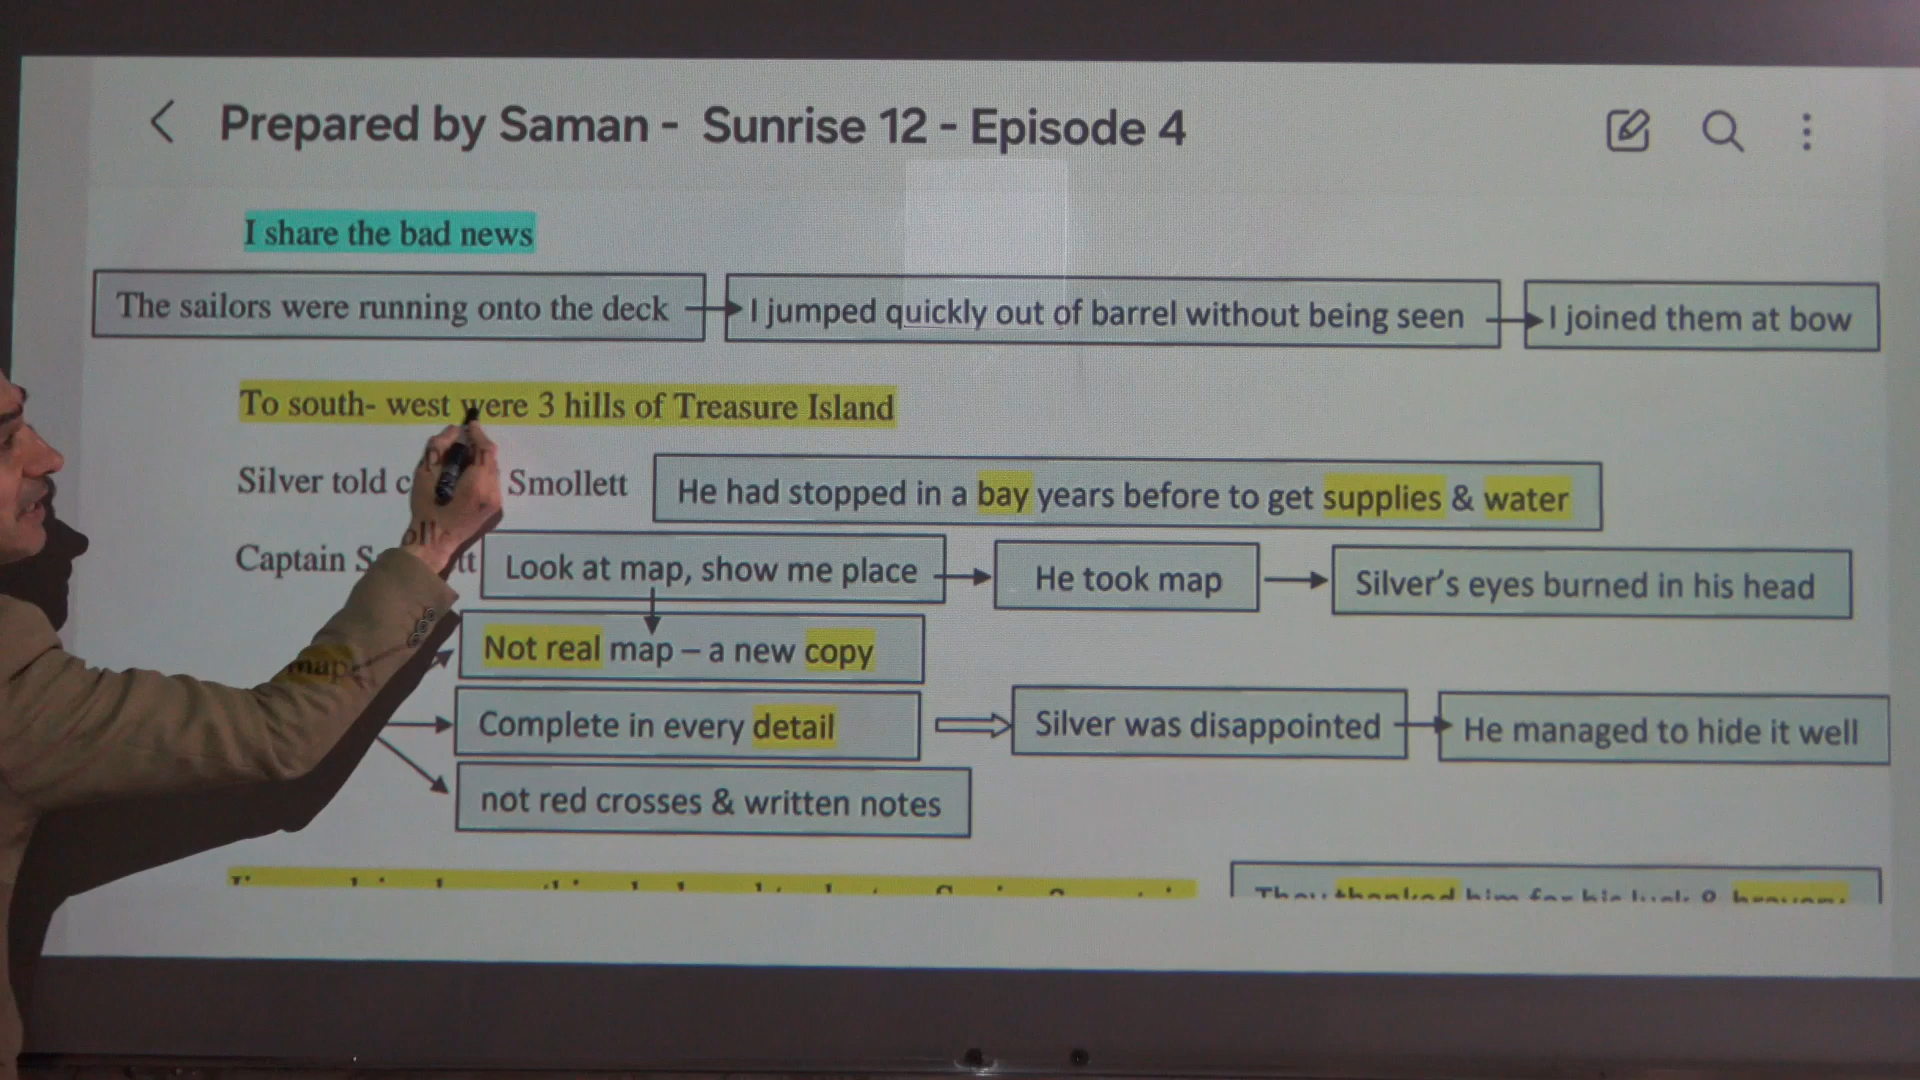 Prepared by Saman - Sunrise 12 - Episode 4
I share the bad news
The sailors were running onto the deck
I jumped quickly out of barrel without being seen
I joined them at bow
To south- west were 3 hills of Treasure Island
Silver told Smollett
He had stopped in a bay years before to get supplies & water
Captain
Look at map, show me place
He took map
Silver's eyes burned in his head
map
Not real map – a new copy
Complete in every detail
Silver was disappointed
He managed to hide it well
not red crosses & written notes